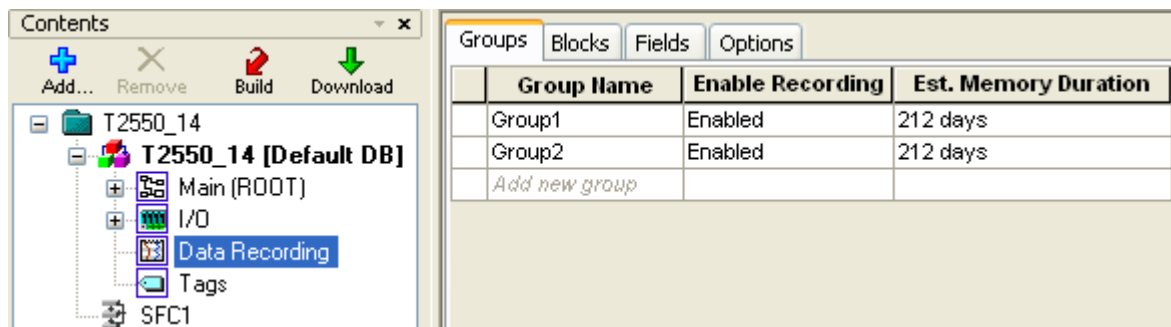 Contents
Add... Remove Build Download
T2550_14
T2550_14 [Default DB]
Main (ROOT)
I/O
Data Recording
Tags
SFC1
Groups Blocks Fields Options
Group Name Enable Recording Est. Memory Duration
Group1 Enabled 212 days
Group2 Enabled 212 days
Add new group